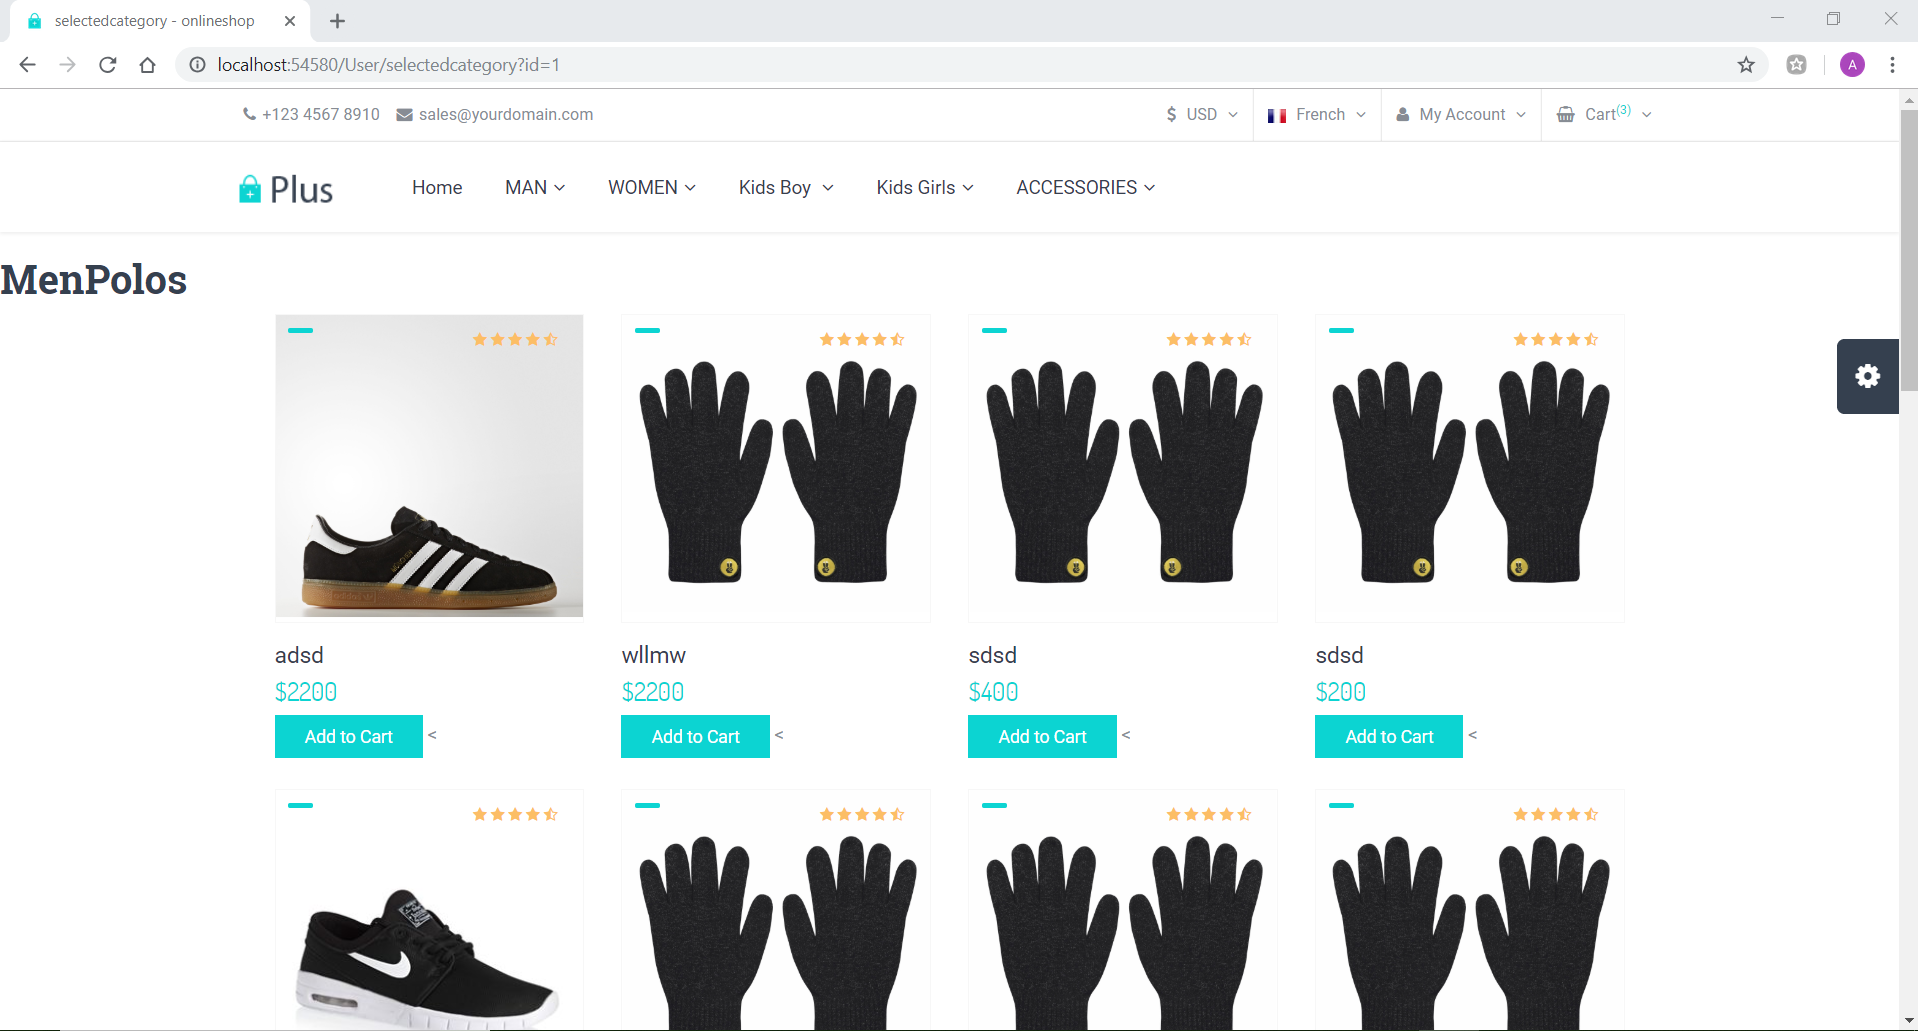 selectedcategory - onlineshop
localhost:54580/User/selectedcategory?id=1
A
+123 4567 8910 sales@yourdomain.com $ USD French My Account Cart(3)
Plus Home MAN WOMEN Kids Boy Kids Girls ACCESSORIES
MenPolos
adsd wllmw sdsd sdsd
$2200 $2200 $400 $200
Add to Cart < Add to Cart < Add to Cart < Add to Cart <